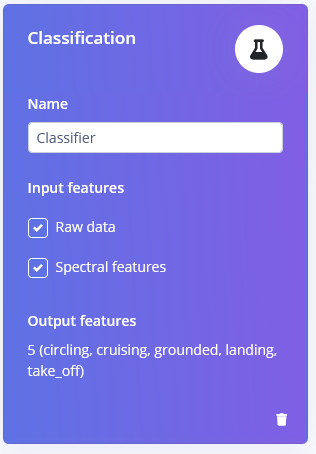 Classification
Name
Classifier
Input features
Raw data
Spectral features
Output features
5 (circling, cruising, grounded, landing,
take_off)